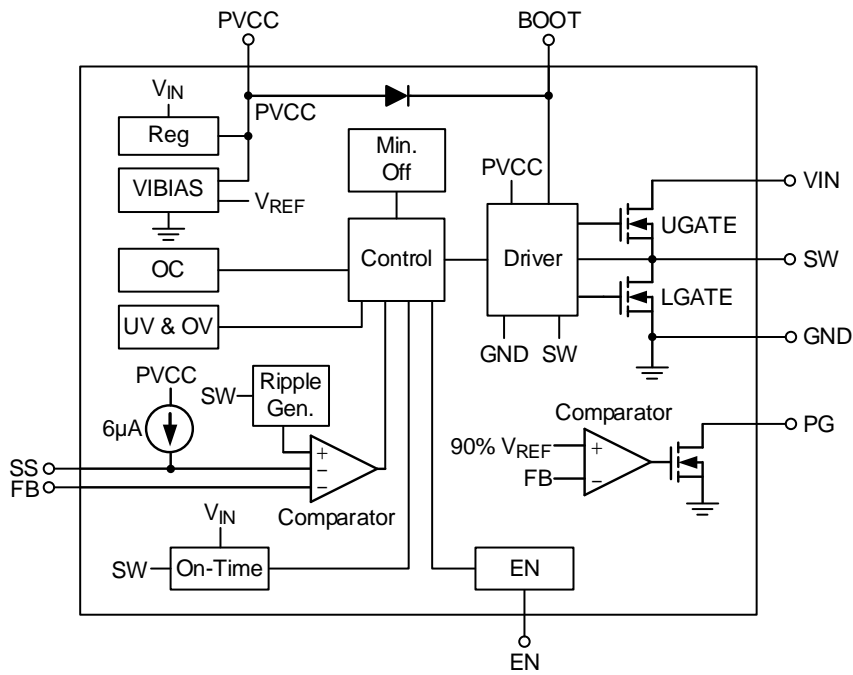 PVCC
BOOT
VIN
PVCC
Reg
Min.
Off
PVCC
VIN
VIBIAS
VREF
UGATE
OC
Control
Driver
SW
LGATE
UV & OV
GND
SW
GND
PVCC
SW
Ripple
Gen.
Comparator
PG
6µA
90% VREF
+
+
SS
−
FB
−
FB
−
VIN
Comparator
SW
On-Time
EN
EN